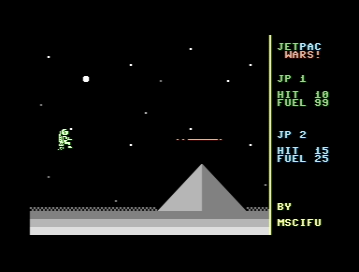 JETPAC
WARS!
JP 1
HIT 10
FUEL 99
JP 2
HIT 15
FUEL 25
BY
MSCIFU